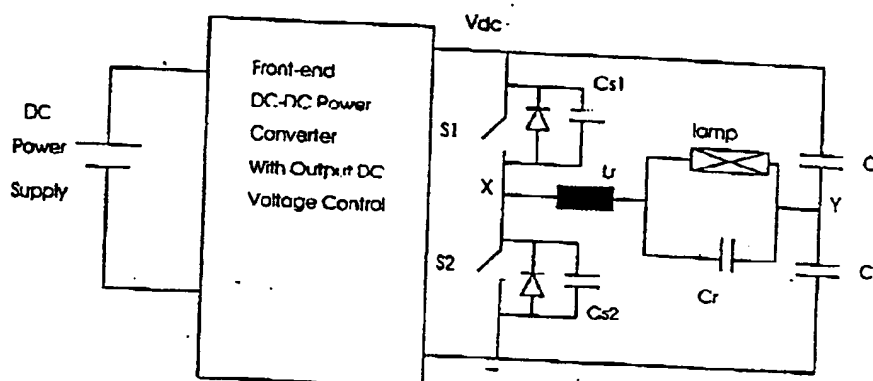 Vdc
Front-end
DC-DC Power
Converter
With Output DC
Voltage Control
DC
Power
Supply
S1
Cs1
lamp
C
X
Lr
Y
S2
Cs2
Cr
C